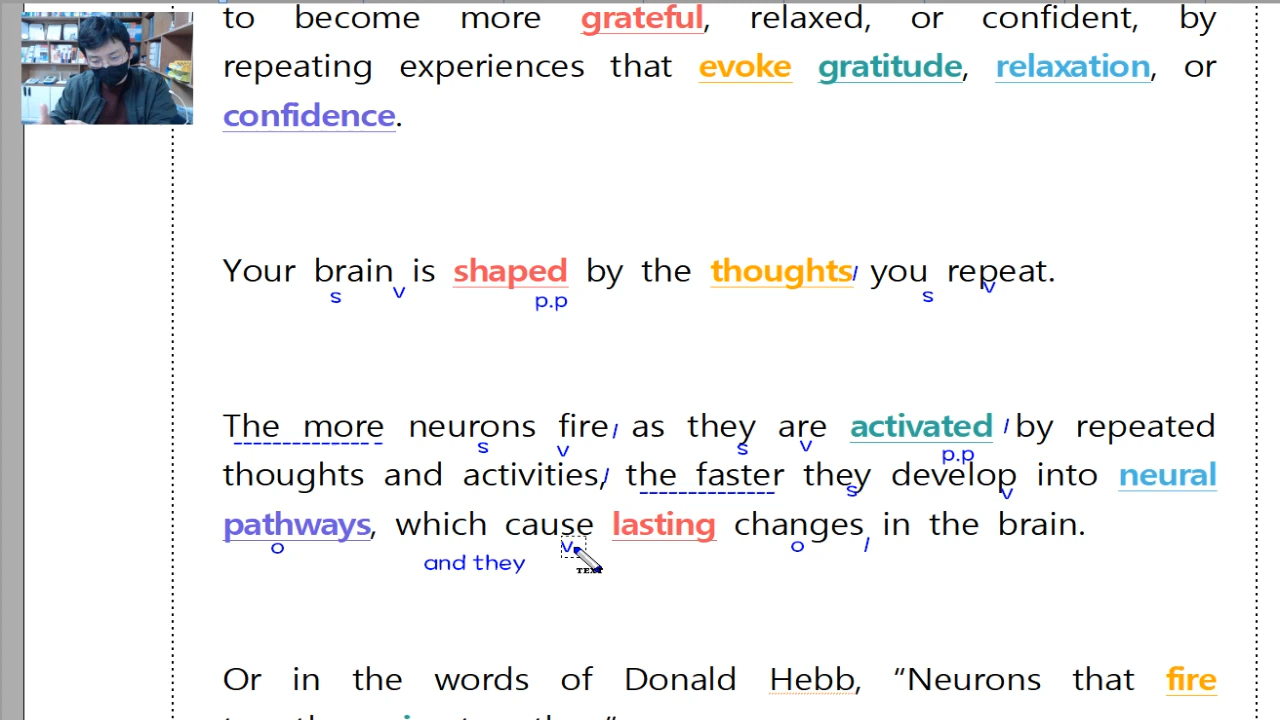 to become more grateful, relaxed, or confident, by
repeating experiences that evoke gratitude, relaxation, or
confidence.
Your brain is shaped by the thoughts/ you repeat.
s v p.p s v
The more neurons fire/ as they are activated /by repeated
s v s v p.p
thoughts and activities,/ the faster they develop into neural
s v
pathways, which cause lasting changes in the brain.
o v o /
and they
TEXT
Or in the words of Donald Hebb, “Neurons that fire